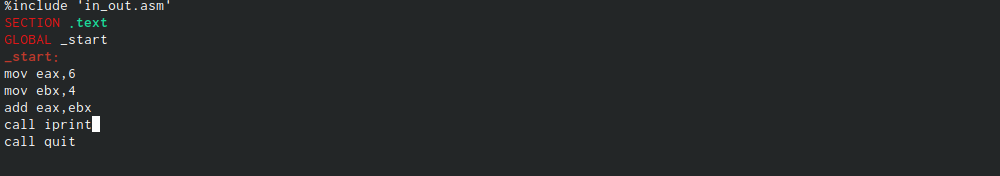 %include 'in_out.asm'
SECTION .text
GLOBAL _start
_start:
mov eax,6
mov ebx,4
add eax,ebx
call iprint
call quit